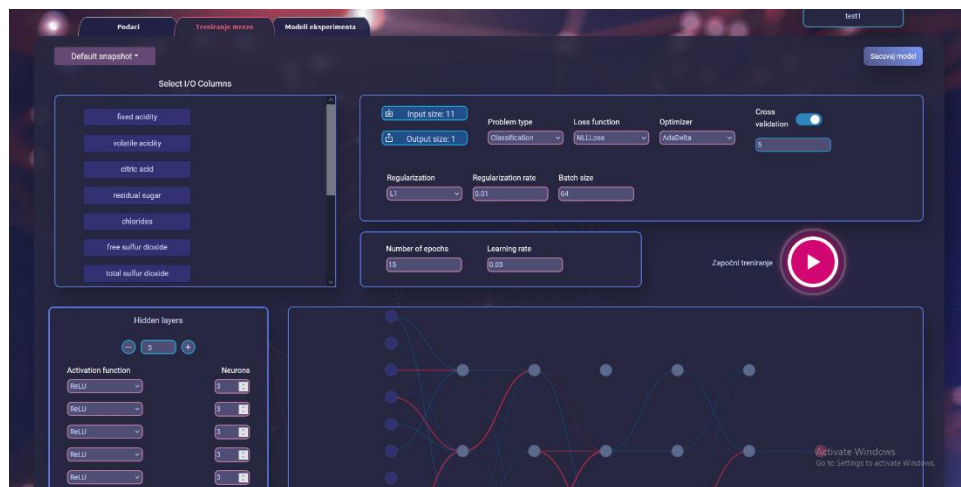 Podaci
Treniranje mreze
Modeli eksperimenta
test1
Default snapshot
Sacuvaj model
Select I/O Columns
fixed acidity
volatile acidity
citric acid
residual sugar
chlorides
free sulfur dioxide
total sulfur dioxide
Input size: 11
Output size: 1
Problem type
Classification
Loss function
NLLLoss
Optimizer
AdaDelta
Cross validation
5
Regularization
L1
Regularization rate
0.01
Batch size
64
Number of epochs
15
Learning rate
0.03
Započni treniranje
Hidden layers
5
Activation function Neurons
ReLU 3
ReLU 3
ReLU 3
ReLU 3
ReLU 3
Activate Windows
Go to Settings to activate Windows.